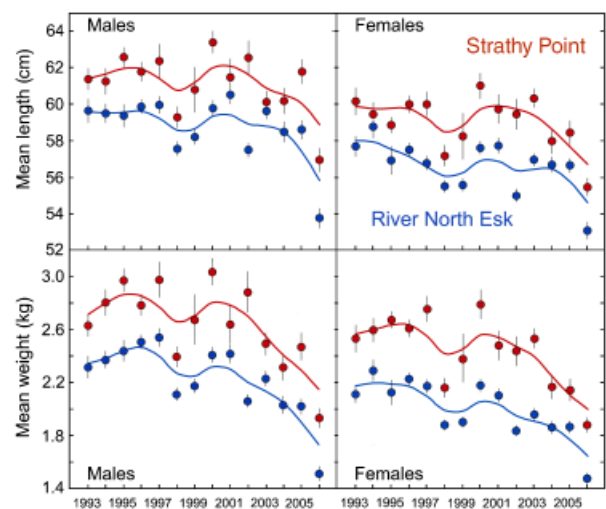 Males
Females
Strathy Point
River North Esk
Mean length (cm)
64
62
60
58
56
54
52
Mean weight (kg)
3.0
2.6
2.2
1.8
1.4
Males
Females
1993 1995 1997 1999 2001 2003 2005
1993 1995 1997 1999 2001 2003 2005